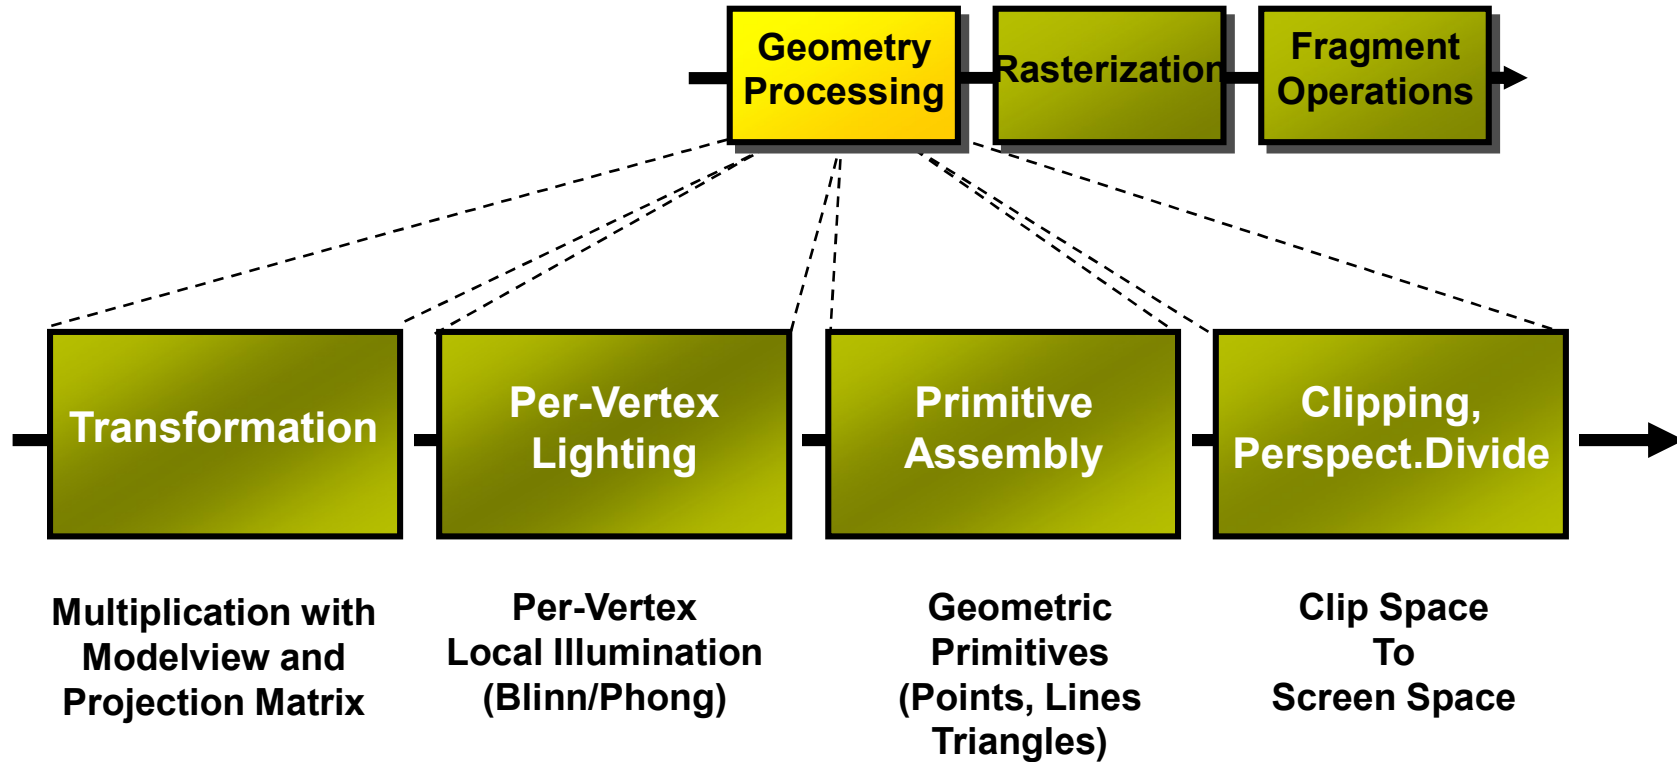 Geometry
Processing
Rasterization
Fragment
Operations
Transformation
Per-Vertex
Lighting
Primitive
Assembly
Clipping,
Perspect.Divide
Multiplication with
Modelview and
Projection Matrix
Per-Vertex
Local Illumination
(Blinn/Phong)
Geometric
Primitives
(Points, Lines
Triangles)
Clip Space
To
Screen Space